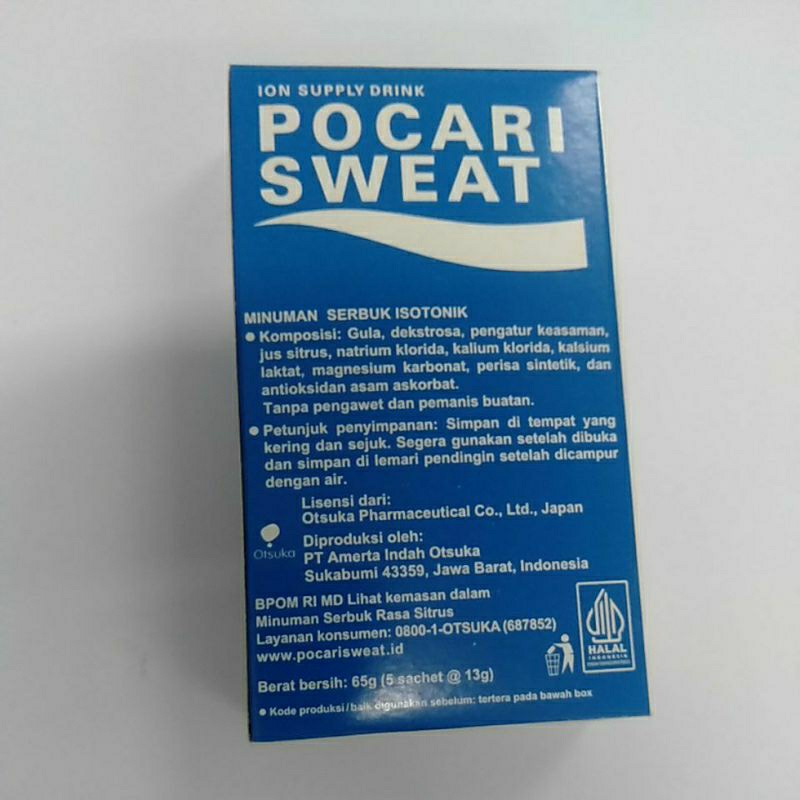 ION SUPPLY DRINK
POCARI
SWEAT
MINUMAN SERBUK ISOTONIK
● Komposisi: Gula, dekstrosa, pengatur keasaman,
jus sitrus, natrium klorida, kalium klorida, kalsium
laktat, magnesium karbonat, perisa sintetik, dan
antioksidan asam askorbat.
Tanpa pengawet dan pemanis buatan.
● Petunjuk penyimpanan: Simpan di tempat yang
kering dan sejuk. Segera gunakan setelah dibuka
dan simpan di lemari pendingin setelah dicampur
dengan air.
Lisensi dari:
Otsuka Pharmaceutical Co., Ltd., Japan
Otsuka
Diproduksi oleh:
PT Amerta Indah Otsuka
Sukabumi 43359, Jawa Barat, Indonesia
BPOM RI MD Lihat kemasan dalam
Minuman Serbuk Rasa Sitrus
Layanan konsumen: 0800-1-OTSUKA (687852)
www.pocarisweat.id
HALAL
INDONESIA
Berat bersih: 65g (5 sachet @ 13g)
● Kode produksi/baik digunakan sebelum: tertera pada bawah box